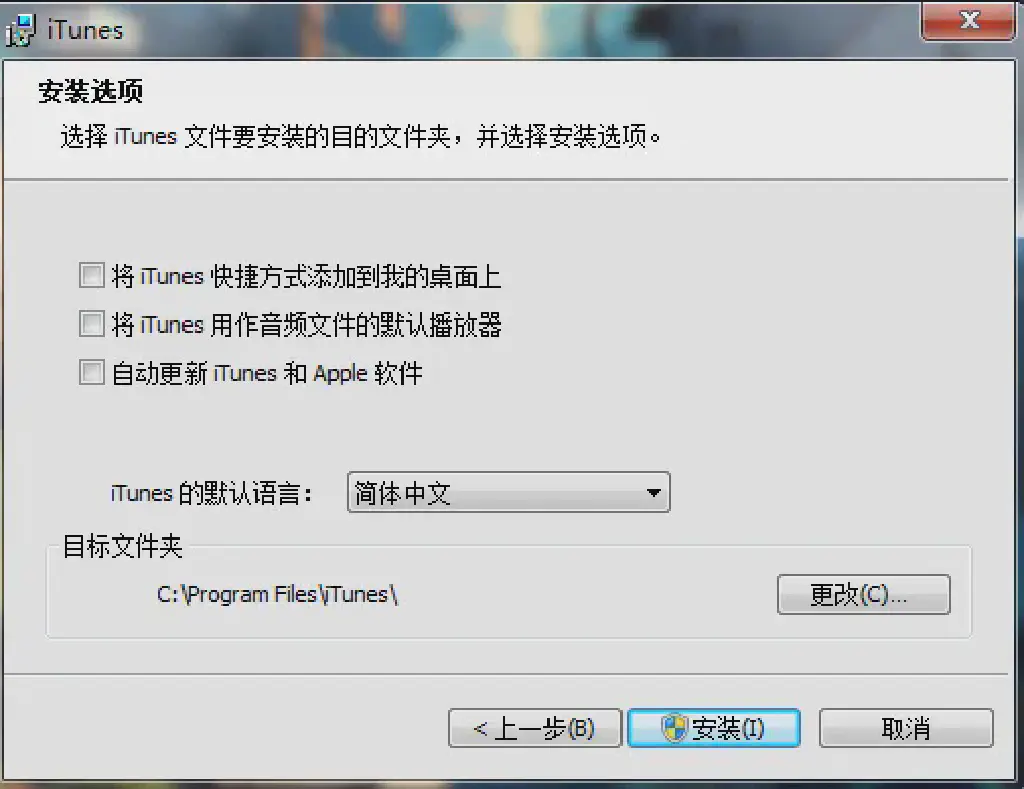 iTunes
安装选项
选择 iTunes 文件要安装的目的文件夹，并选择安装选项。
将 iTunes 快捷方式添加到我的桌面上
将 iTunes 用作音频文件的默认播放器
自动更新 iTunes 和 Apple 软件
iTunes 的默认语言： 简体中文
目标文件夹
C:\Program Files\iTunes\ 更改(C)...
< 上一步(B) 安装(I) 取消